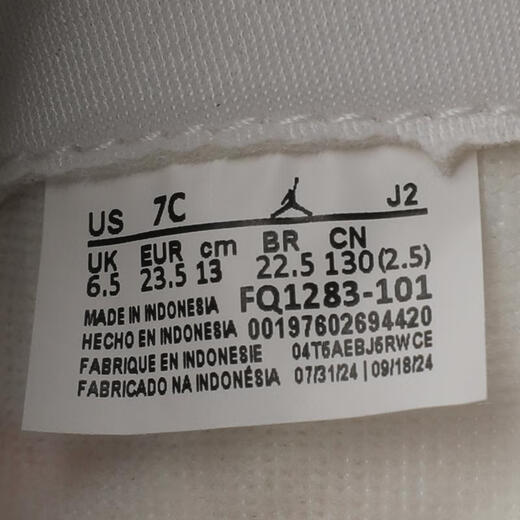 US 7C J2
UK EUR cm BR CN
6.5 23.5 13 22.5 130(2.5)
MADE IN INDONESIA FQ1283-101
HECHO EN INDONESIA 00197602694420
FABRIQUE EN INDONESIE 04T5AEBJ5RWCE
FABRICADO NA INDONÉSIA 07/31/24 | 09/18/24